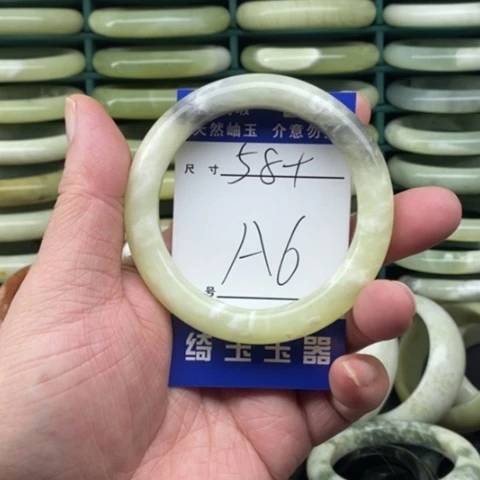 天然岫玉 介意勿
尺寸 58+
A6
号
绮玉玉器